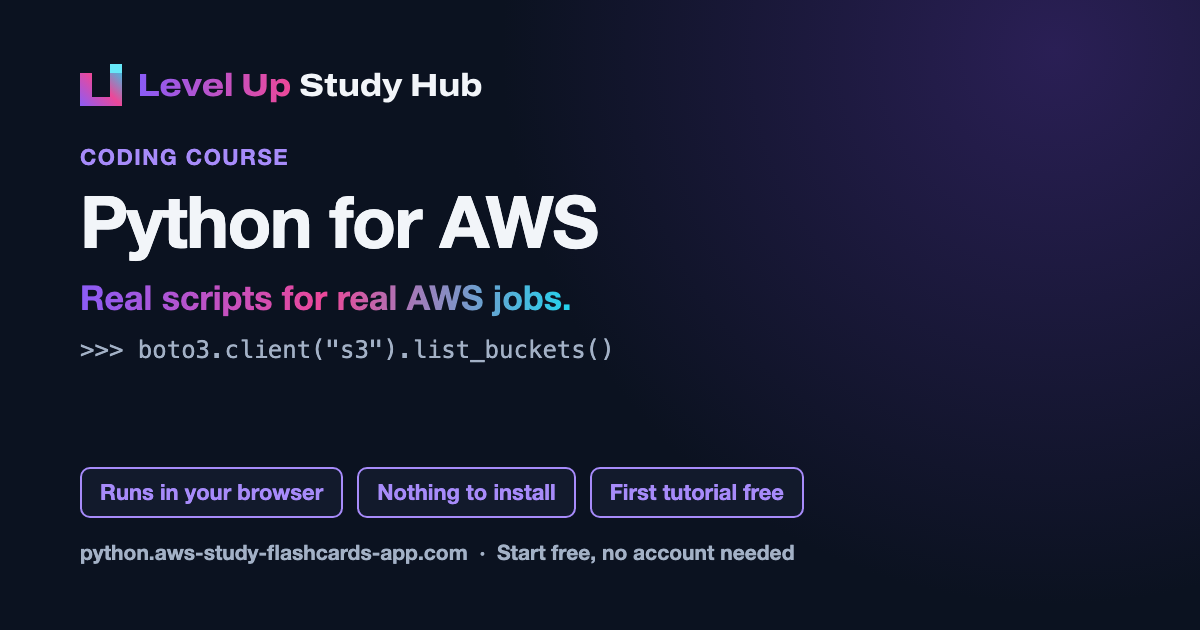 Level Up Study Hub
CODING COURSE
Python for AWS
Real scripts for real AWS jobs.
>>> boto3.client("s3").list_buckets()
Runs in your browser
Nothing to install
First tutorial free
python.aws-study-flashcards-app.com · Start free, no account needed